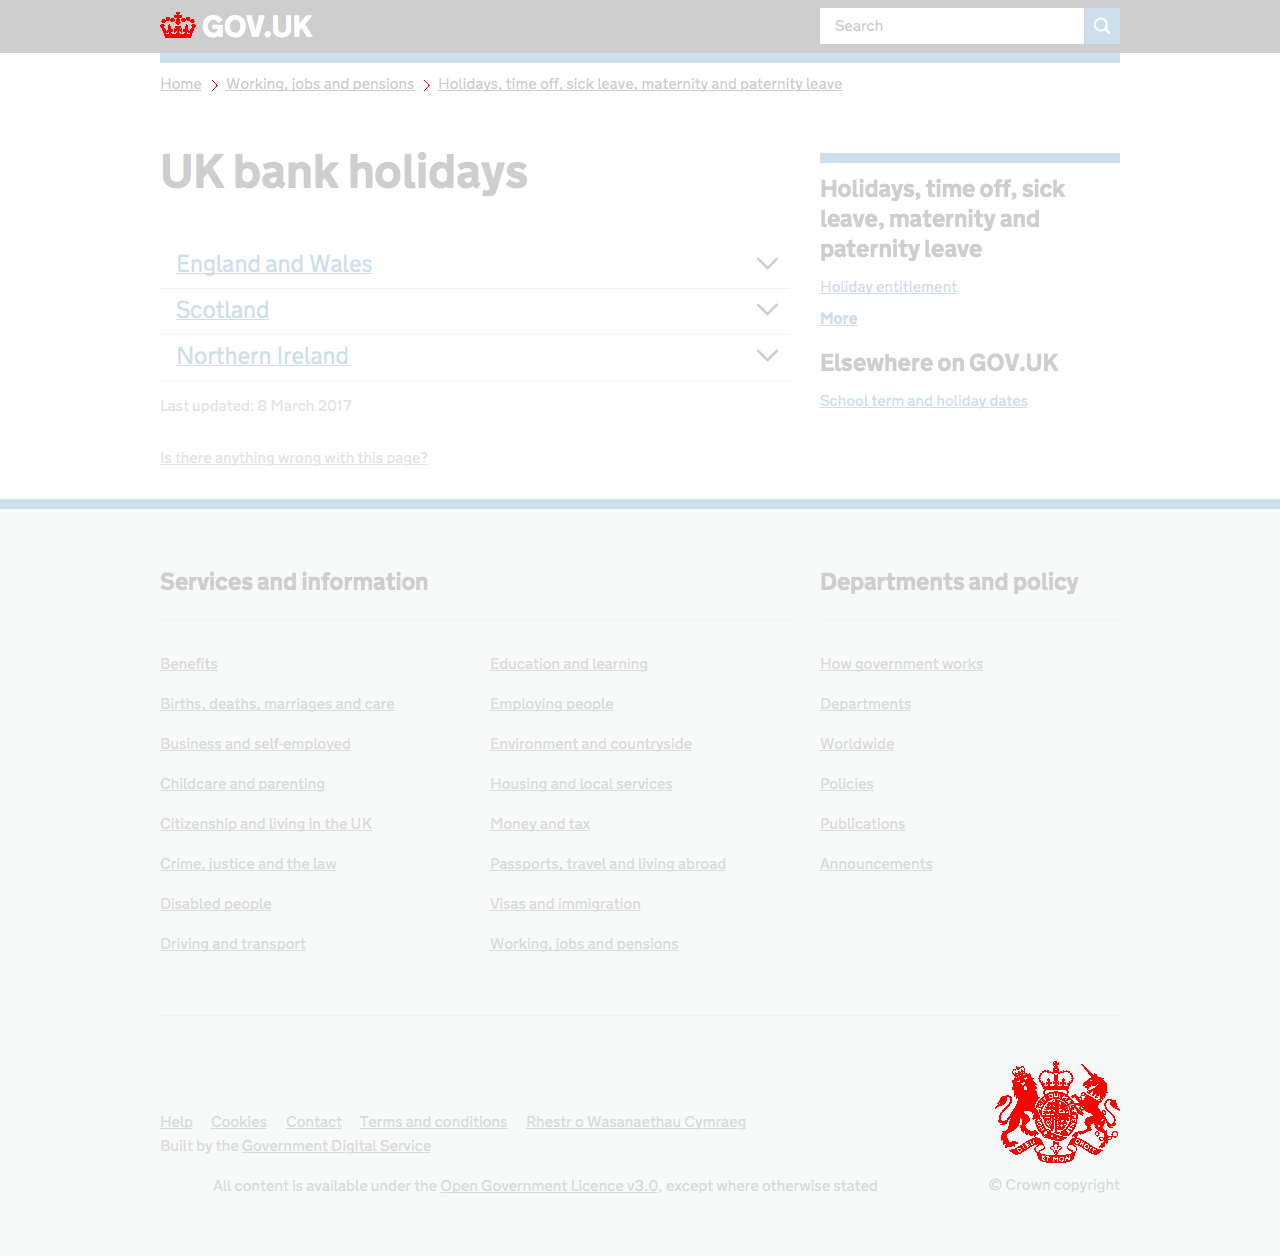 GOV.UK
Search
Home
Working, jobs and pensions
Holidays, time off, sick leave, maternity and paternity leave
UK bank holidays
England and Wales
Scotland
Northern Ireland
Last updated: 8 March 2017
Is there anything wrong with this page?
Holidays, time off, sick
leave, maternity and
paternity leave
Holiday entitlement
More
Elsewhere on GOV.UK
School term and holiday dates
Services and information
Benefits
Births, deaths, marriages and care
Business and self-employed
Childcare and parenting
Citizenship and living in the UK
Crime, justice and the law
Disabled people
Driving and transport
Education and learning
Employing people
Environment and countryside
Housing and local services
Money and tax
Passports, travel and living abroad
Visas and immigration
Working, jobs and pensions
Departments and policy
How government works
Departments
Worldwide
Policies
Publications
Announcements
Help Cookies Contact Terms and conditions Rhestr o Wasanaethau Cymraeg
Built by the Government Digital Service
All content is available under the Open Government Licence v3.0, except where otherwise stated
© Crown copyright